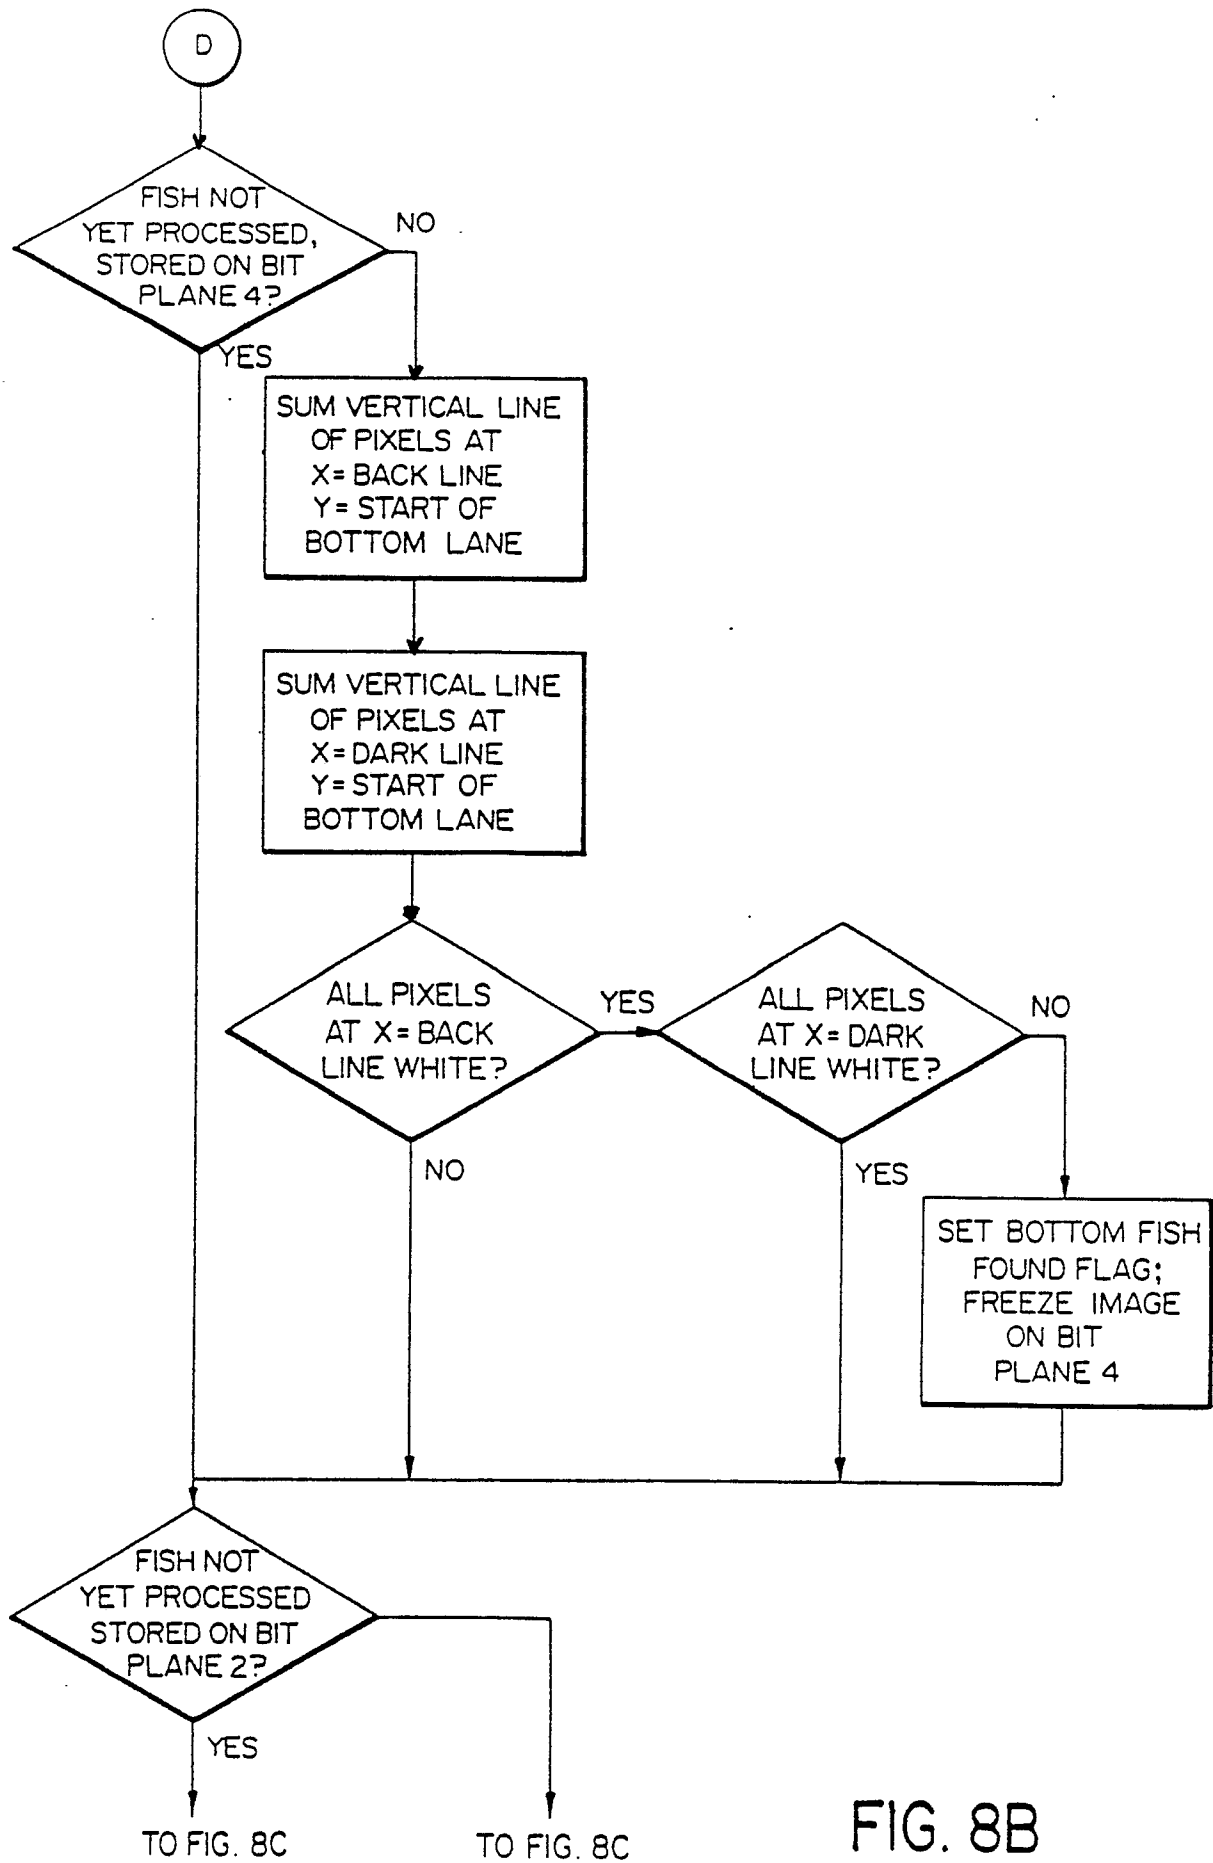 D
FISH NOT
YET PROCESSED,
STORED ON BIT
PLANE 4?
NO
YES
SUM VERTICAL LINE
OF PIXELS AT
X= BACK LINE
Y= START OF
BOTTOM LANE
SUM VERTICAL LINE
OF PIXELS AT
X= DARK LINE
Y= START OF
BOTTOM LANE
ALL PIXELS
AT X= BACK
LINE WHITE?
YES
NO
ALL PIXELS
AT X= DARK
LINE WHITE?
NO
YES
SET BOTTOM FISH
FOUND FLAG;
FREEZE IMAGE
ON BIT
PLANE 4
FISH NOT
YET PROCESSED
STORED ON BIT
PLANE 2?
YES
TO FIG. 8C
TO FIG. 8C
FIG. 8B